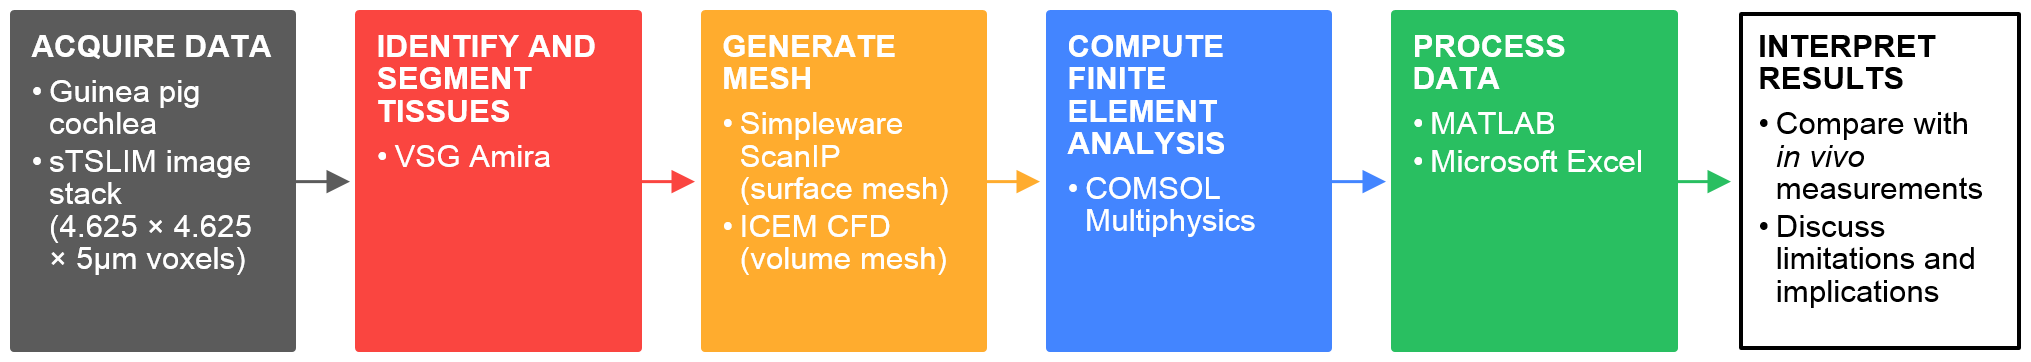 ACQUIRE DATA
• Guinea pig
cochlea
• sTSLIM image
stack
(4.625 × 4.625
× 5µm voxels)
IDENTIFY AND
SEGMENT
TISSUES
• VSG Amira
GENERATE
MESH
• Simpleware
ScanIP
(surface mesh)
• ICEM CFD
(volume mesh)
COMPUTE
FINITE
ELEMENT
ANALYSIS
• COMSOL
Multiphysics
PROCESS
DATA
• MATLAB
• Microsoft Excel
INTERPRET
RESULTS
• Compare with
in vivo
measurements
• Discuss
limitations and
implications